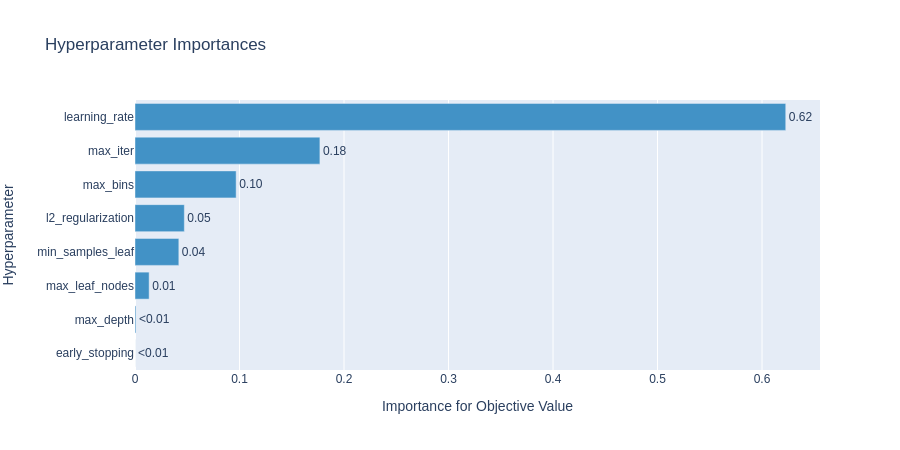 Hyperparameter Importances
Hyperparameter
learning_rate 0.62
max_iter 0.18
max_bins 0.10
l2_regularization 0.05
min_samples_leaf 0.04
max_leaf_nodes 0.01
max_depth <0.01
early_stopping <0.01
0 0.1 0.2 0.3 0.4 0.5 0.6
Importance for Objective Value